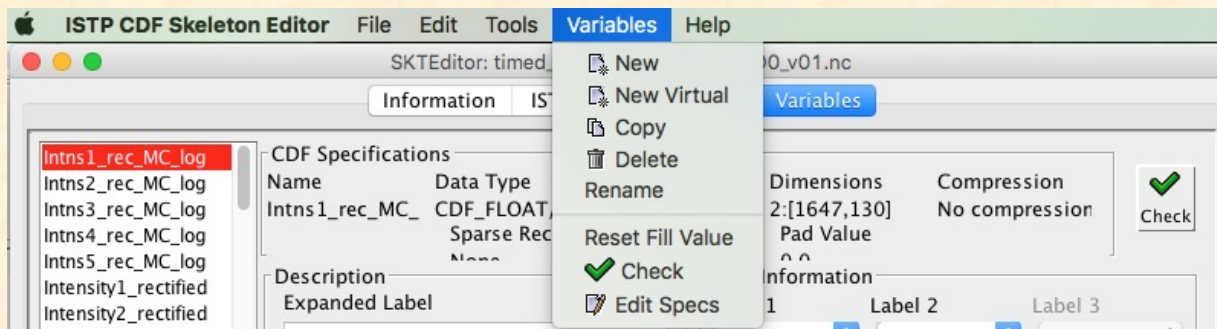 ISTP CDF Skeleton Editor File Edit Tools Variables Help
SKTEditor: timed_ 00_v01.nc
Information IST Variables
New
New Virtual
Copy
Delete
Rename
Reset Fill Value
Check
Edit Specs
Intns1_rec_MC_log
Intns2_rec_MC_log
Intns3_rec_MC_log
Intns4_rec_MC_log
Intns5_rec_MC_log
Intensity1_rectified
Intensity2_rectified
CDF Specifications
Name Data Type Dimensions Compression
Intns1_rec_MC_ CDF_FLOAT/ 2:[1647,130] No compression
Sparse Rec Pad Value
None 0.0
Check
Description Information
Expanded Label 1 Label 2 Label 3